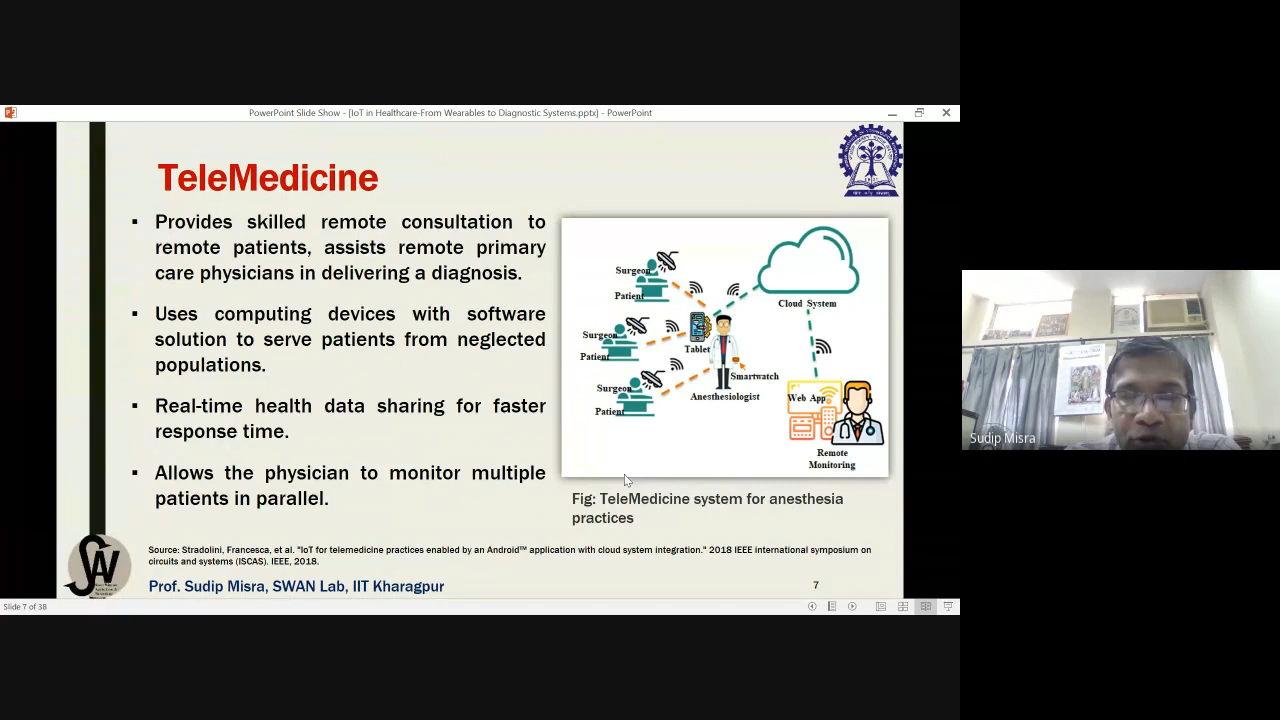 PowerPoint Slide Show - [IoT in Healthcare-From Wearables to Diagnostic Systems.pptx] - PowerPoint
TeleMedicine
▪ Provides skilled remote consultation to
remote patients, assists remote primary
care physicians in delivering a diagnosis.
▪ Uses computing devices with software
solution to serve patients from neglected
populations.
▪ Real-time health data sharing for faster
response time.
▪ Allows the physician to monitor multiple
patients in parallel.
Surgeon
Patient
Surgeon
Patient
Surgeon
Patient
Tablet
Smartwatch
Anesthesiologist
Cloud System
Web App
Remote
Monitoring
Fig: TeleMedicine system for anesthesia
practices
Source: Stradolini, Francesca, et al. "IoT for telemedicine practices enabled by an Android™ application with cloud system integration." 2018 IEEE international symposium on
circuits and systems (ISCAS). IEEE, 2018.
SWAN
Prof. Sudip Misra, SWAN Lab, IIT Kharagpur
7
Slide 7 of 38
Sudip Misra